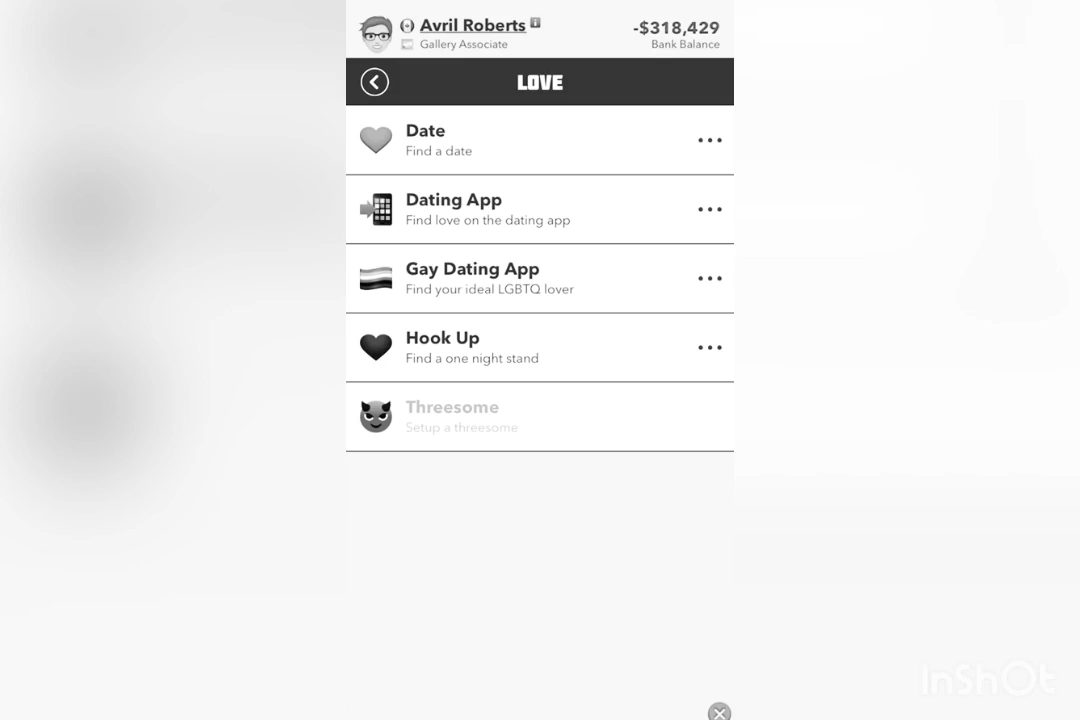 Avril Roberts
-$318,429
Gallery Associate
Bank Balance
LOVE
Date
Find a date
Dating App
Find love on the dating app
Gay Dating App
Find your ideal LGBTQ lover
Hook Up
Find a one night stand
Threesome
Setup a threesome
InShOt